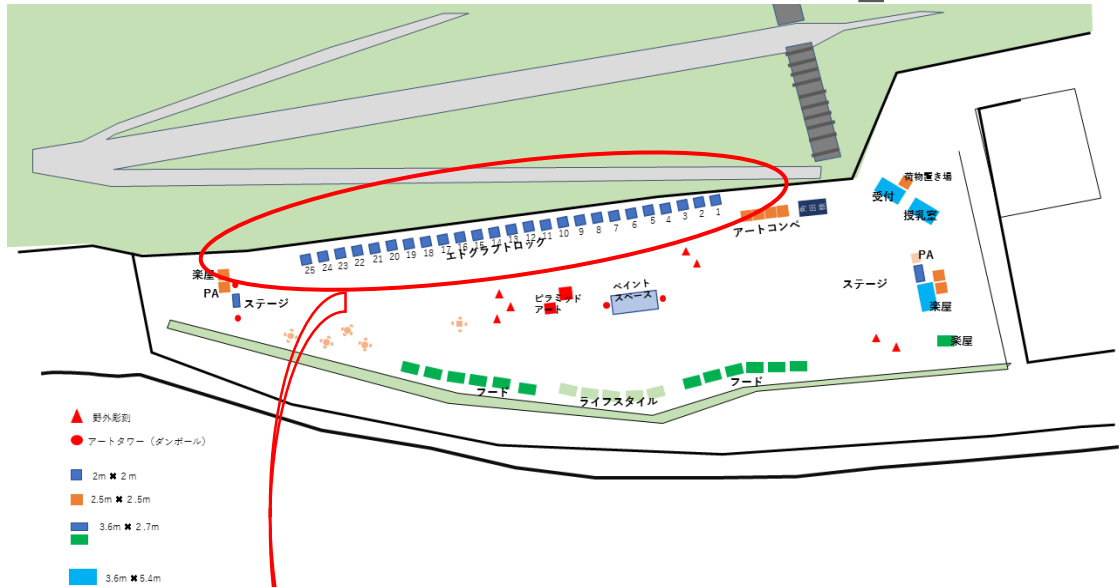 荷物置き場
受付
授乳室
吹田塾
アートコンペ
1
2
3
4
5
6
7
8
9
10
11
12
13
14
15
16
17
18
19
20
21
22
23
24
25
エドグラブトロック
楽屋
PA
ステージ
ピラミッド
アート
ペイント
スペース
ステージ
PA
楽屋
楽屋
フード
ライフスタイル
フード
野外彫刻
アートタワー（ダンボール）
2m ✖ 2 m
2.5m ✖ 2.5m
3.6m ✖ 2.7m
3.6m ✖ 5.4m